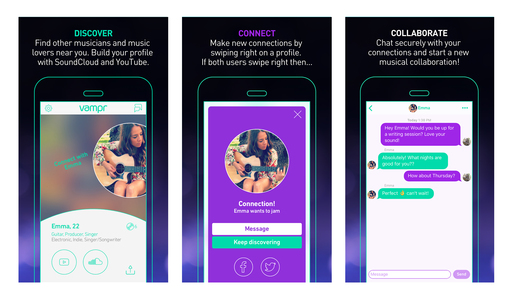 DISCOVER
Find other musicians and music
lovers near you. Build your profile
with SoundCloud and YouTube.
vampr
Connect with
Emma, 22
Guitar, Producer, Singer
Electronic, Indie, Singer/Songwriter
CONNECT
Make new connections by
swiping right on a profile.
If both users swipe right then...
Connection!
Emma wants to jam
Message
Keep discovering
COLLABORATE
Chat securely with your
connections and start a new
musical collaboration!
Emma
Today 1:50 PM
Hey Emma! Would you be up for
a writing session? Love your
sound!
Absolutely! What nights are
good for you??
How about Thursday?
Perfect 👌 can't wait!
Message
Send